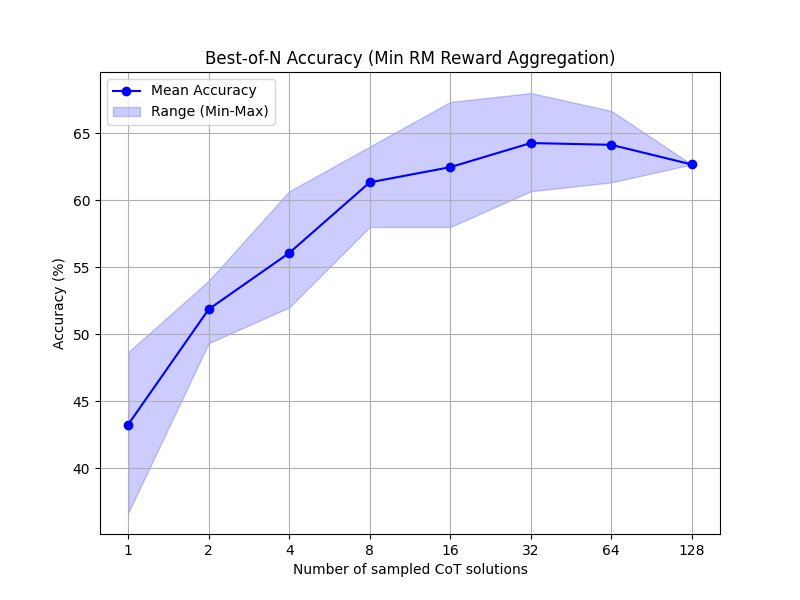 Best-of-N Accuracy (Min RM Reward Aggregation)
Mean Accuracy
Range (Min-Max)
Accuracy (%)
65
60
55
50
45
40
1 2 4 8 16 32 64 128
Number of sampled CoT solutions